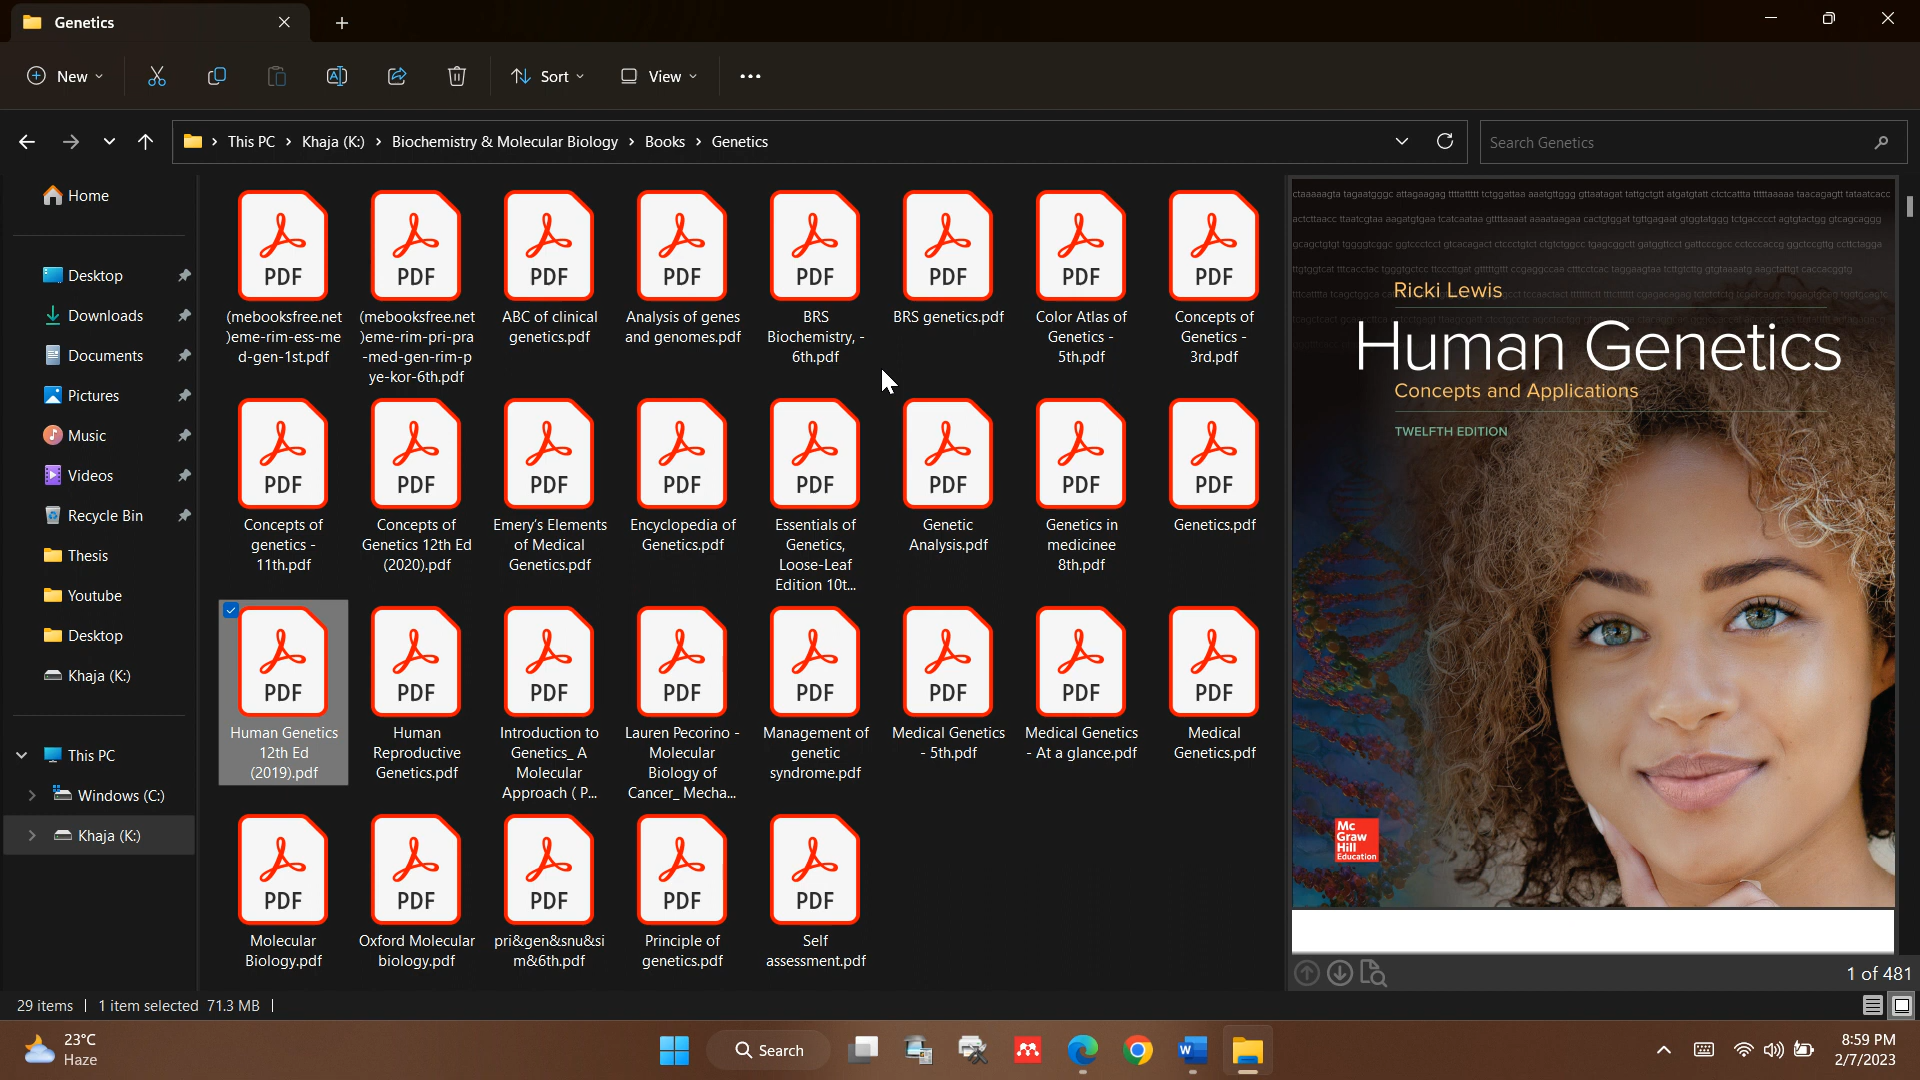 Genetics
New
Sort
View
This PC > Khaja (K:) > Biochemistry & Molecular Biology > Books > Genetics
Search Genetics
Home
Desktop
Downloads
Documents
Pictures
Music
Videos
Recycle Bin
Thesis
Youtube
Desktop
Khaja (K:)
This PC
Windows (C:)
Khaja (K:)
PDF PDF PDF PDF PDF PDF PDF PDF
(mebooksfree.net
)eme-rim-ess-me
d-gen-1st.pdf
(mebooksfree.net
)eme-rim-pri-pra
-med-gen-rim-p
ye-kor-6th.pdf
ABC of clinical
genetics.pdf
Analysis of genes
and genomes.pdf
BRS
Biochemistry, -
6th.pdf
BRS genetics.pdf
Color Atlas of
Genetics -
5th.pdf
Concepts of
Genetics -
3rd.pdf
PDF PDF PDF PDF PDF PDF PDF PDF
Concepts of
genetics -
11th.pdf
Concepts of
Genetics 12th Ed
(2020).pdf
Emery's Elements
of Medical
Genetics.pdf
Encyclopedia of
Genetics.pdf
Essentials of
Genetics,
Loose-Leaf
Edition 10t...
Genetic
Analysis.pdf
Genetics in
medicinee
8th.pdf
Genetics.pdf
PDF PDF PDF PDF PDF PDF PDF PDF
Human Genetics
12th Ed
(2019).pdf
Human
Reproductive
Genetics.pdf
Introduction to
Genetics_ A
Molecular
Approach ( P...
Lauren Pecorino -
Molecular
Biology of
Cancer_ Mecha...
Management of
genetic
syndrome.pdf
Medical Genetics
- 5th.pdf
Medical Genetics
- At a glance.pdf
Medical
Genetics.pdf
PDF PDF PDF PDF PDF
Molecular
Biology.pdf
Oxford Molecular
biology.pdf
pri&gen&snu&si
m&6th.pdf
Principle of
genetics.pdf
Self
assessment.pdf
Ricki Lewis
Human Genetics
Concepts and Applications
TWELFTH EDITION
Mc
Graw
Hill
Education
1 of 481
29 items | 1 item selected 71.3 MB |
23°C
Haze
Search
8:59 PM
2/7/2023